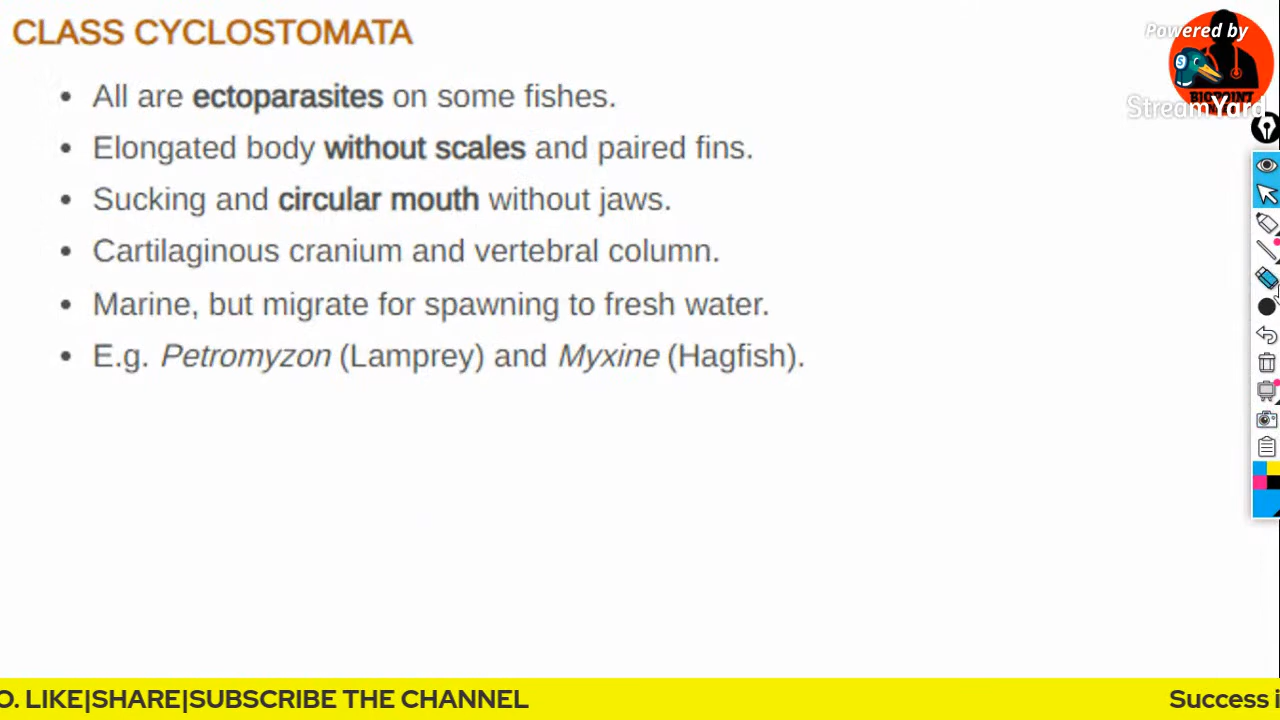 CLASS CYCLOSTOMATA
Powered by
• All are ectoparasites on some fishes.
StreamYard
• Elongated body without scales and paired fins.
• Sucking and circular mouth without jaws.
• Cartilaginous cranium and vertebral column.
• Marine, but migrate for spawning to fresh water.
• E.g. Petromyzon (Lamprey) and Myxine (Hagfish).
O. LIKE|SHARE|SUBSCRIBE THE CHANNEL
Success i